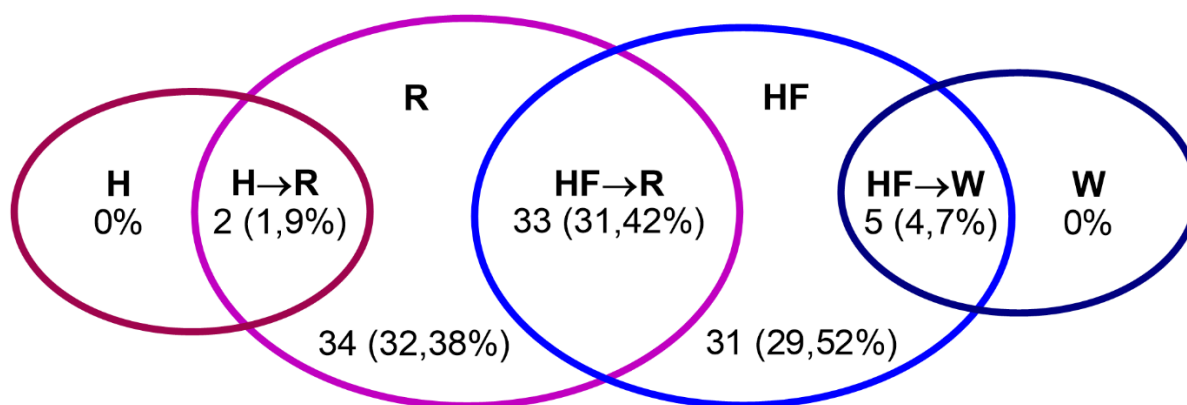 R
HF
H
0%
H→R
2 (1,9%)
HF→R
33 (31,42%)
HF→W
5 (4,7%)
W
0%
34 (32,38%)
31 (29,52%)